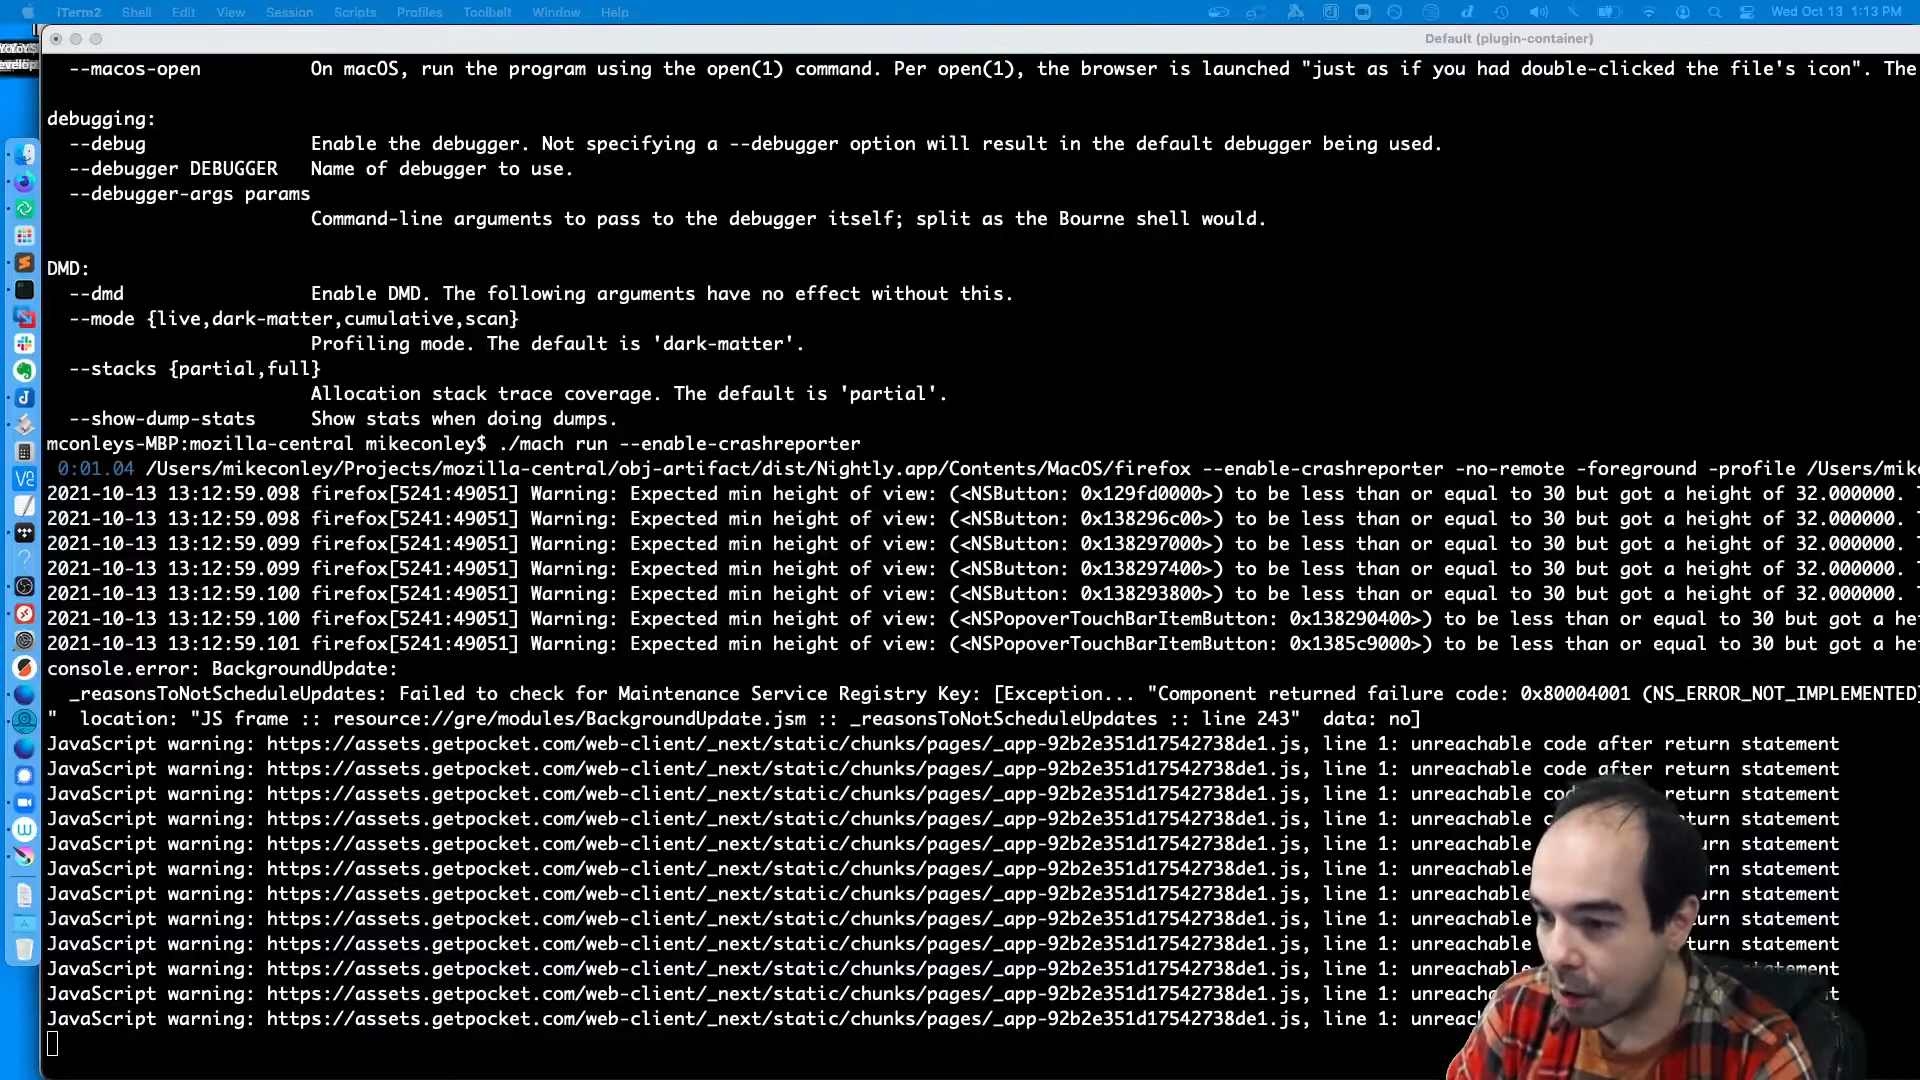 iTerm2 Shell Edit View Session Scripts Profiles Toolbelt Window Help Wed Oct 13 1:13 PM
Default (plugin-container)
--macos-open On macOS, run the program using the open(1) command. Per open(1), the browser is launched "just as if you had double-clicked the file's icon". The
debugging:
--debug Enable the debugger. Not specifying a --debugger option will result in the default debugger being used.
--debugger DEBUGGER Name of debugger to use.
--debugger-args params
Command-line arguments to pass to the debugger itself; split as the Bourne shell would.
DMD:
--dmd Enable DMD. The following arguments have no effect without this.
--mode {live,dark-matter,cumulative,scan}
Profiling mode. The default is 'dark-matter'.
--stacks {partial,full}
Allocation stack trace coverage. The default is 'partial'.
--show-dump-stats Show stats when doing dumps.
mconleys-MBP:mozilla-central mikeconley$ ./mach run --enable-crashreporter
0:01.04 /Users/mikeconley/Projects/mozilla-central/obj-artifact/dist/Nightly.app/Contents/MacOS/firefox --enable-crashreporter -no-remote -foreground -profile /Users/mike
2021-10-13 13:12:59.098 firefox[5241:49051] Warning: Expected min height of view: (<NSButton: 0x129fd0000>) to be less than or equal to 30 but got a height of 32.000000.
2021-10-13 13:12:59.098 firefox[5241:49051] Warning: Expected min height of view: (<NSButton: 0x138296c00>) to be less than or equal to 30 but got a height of 32.000000.
2021-10-13 13:12:59.099 firefox[5241:49051] Warning: Expected min height of view: (<NSButton: 0x138297000>) to be less than or equal to 30 but got a height of 32.000000.
2021-10-13 13:12:59.099 firefox[5241:49051] Warning: Expected min height of view: (<NSButton: 0x138297400>) to be less than or equal to 30 but got a height of 32.000000.
2021-10-13 13:12:59.100 firefox[5241:49051] Warning: Expected min height of view: (<NSButton: 0x138293800>) to be less than or equal to 30 but got a height of 32.000000.
2021-10-13 13:12:59.100 firefox[5241:49051] Warning: Expected min height of view: (<NSPopoverTouchBarItemButton: 0x138290400>) to be less than or equal to 30 but got a he
2021-10-13 13:12:59.101 firefox[5241:49051] Warning: Expected min height of view: (<NSPopoverTouchBarItemButton: 0x1385c9000>) to be less than or equal to 30 but got a he
console.error: BackgroundUpdate:
_reasonsToNotScheduleUpdates: Failed to check for Maintenance Service Registry Key: [Exception... "Component returned failure code: 0x80004001 (NS_ERROR_NOT_IMPLEMENTED)
" location: "JS frame :: resource://gre/modules/BackgroundUpdate.jsm :: _reasonsToNotScheduleUpdates :: line 243" data: no]
JavaScript warning: https://assets.getpocket.com/web-client/_next/static/chunks/pages/_app-92b2e351d17542738de1.js, line 1: unreachable code after return statement
JavaScript warning: https://assets.getpocket.com/web-client/_next/static/chunks/pages/_app-92b2e351d17542738de1.js, line 1: unreachable code after return statement
JavaScript warning: https://assets.getpocket.com/web-client/_next/static/chunks/pages/_app-92b2e351d17542738de1.js, line 1: unreachable cod return statement
JavaScript warning: https://assets.getpocket.com/web-client/_next/static/chunks/pages/_app-92b2e351d17542738de1.js, line 1: unreachable c turn statement
JavaScript warning: https://assets.getpocket.com/web-client/_next/static/chunks/pages/_app-92b2e351d17542738de1.js, line 1: unreachable turn statement
JavaScript warning: https://assets.getpocket.com/web-client/_next/static/chunks/pages/_app-92b2e351d17542738de1.js, line 1: unreachable turn statement
JavaScript warning: https://assets.getpocket.com/web-client/_next/static/chunks/pages/_app-92b2e351d17542738de1.js, line 1: unreachable urn statement
JavaScript warning: https://assets.getpocket.com/web-client/_next/static/chunks/pages/_app-92b2e351d17542738de1.js, line 1: unreachable turn statement
JavaScript warning: https://assets.getpocket.com/web-client/_next/static/chunks/pages/_app-92b2e351d17542738de1.js, line 1: unreachable turn statement
JavaScript warning: https://assets.getpocket.com/web-client/_next/static/chunks/pages/_app-92b2e351d17542738de1.js, line 1: unreachable statement
JavaScript warning: https://assets.getpocket.com/web-client/_next/static/chunks/pages/_app-92b2e351d17542738de1.js, line 1: unreach nt
JavaScript warning: https://assets.getpocket.com/web-client/_next/static/chunks/pages/_app-92b2e351d17542738de1.js, line 1: unreac nt